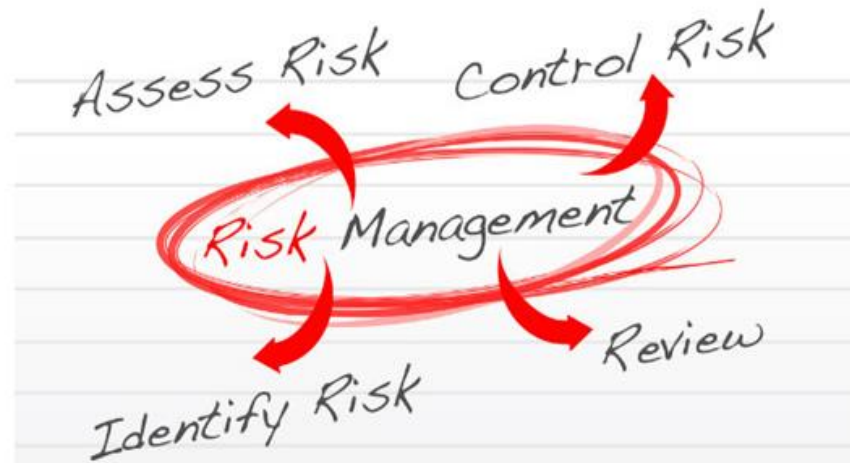 Assess Risk
Control Risk
Risk Management
Identify Risk
Review